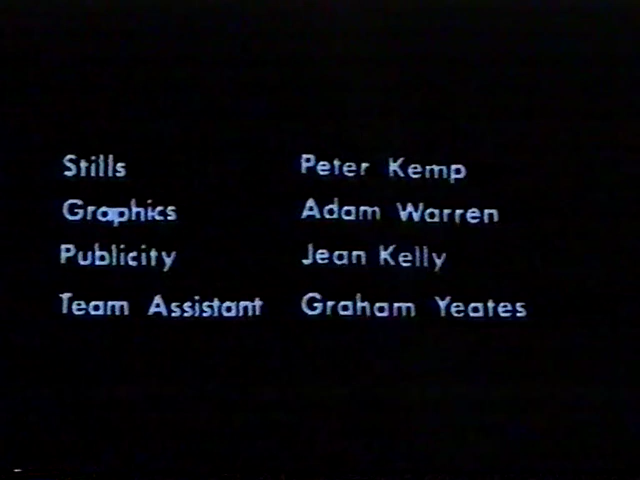 Stills Peter Kemp
Graphics Adam Warren
Publicity Jean Kelly
Team Assistant Graham Yeates